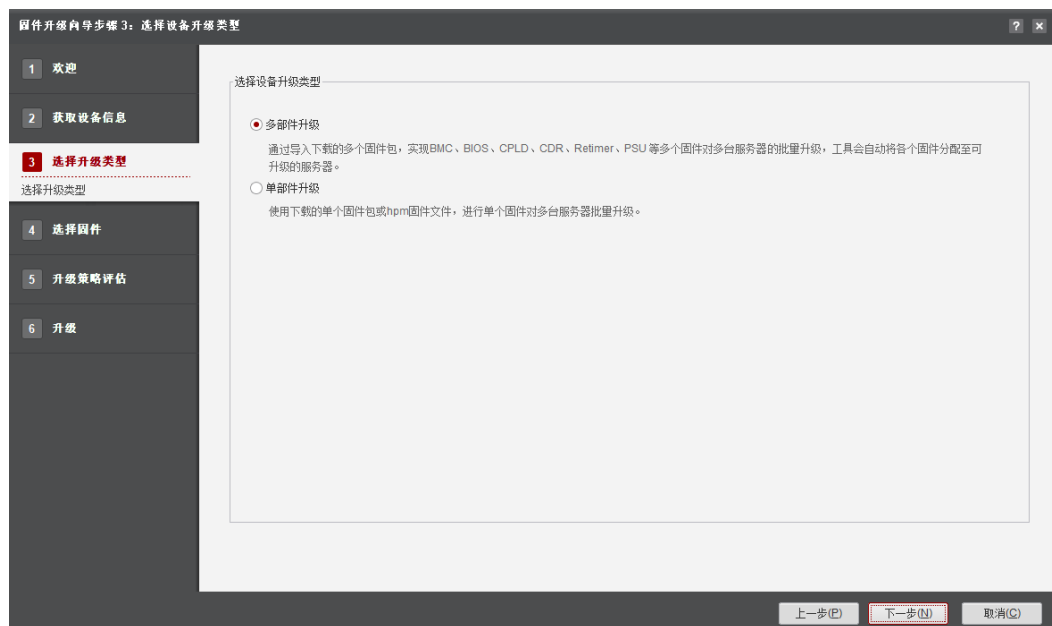 固件升级向导步骤 3：选择设备升级类型
? ×
1 欢迎
2 获取设备信息
3 选择升级类型
选择升级类型
4 选择固件
5 升级策略评估
6 升级
选择设备升级类型
多部件升级
通过导入下载的多个固件包，实现BMC、BIOS、CPLD、CDR、Retimer、PSU 等多个固件对多台服务器的批量升级，工具会自动将各个固件分配至可
升级的服务器。
单部件升级
使用下载的单个固件包或hpm固件文件，进行单个固件对多台服务器批量升级。
上一步(P) 下一步(N) 取消(C)